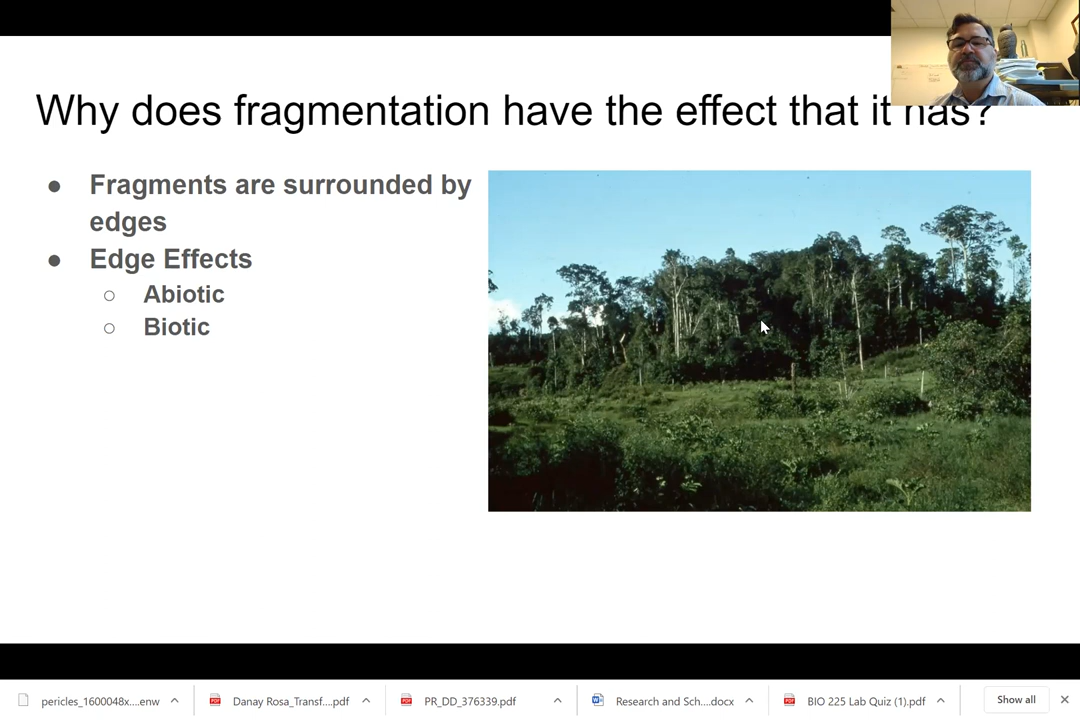 Why does fragmentation have the effect that it has?
Fragments are surrounded by
edges
Edge Effects
Abiotic
Biotic
pericles_1600048x....enw
Danay Rosa_Transf....pdf
PR_DD_376339.pdf
Research and Sch....docx
BIO 225 Lab Quiz (1).pdf
Show all